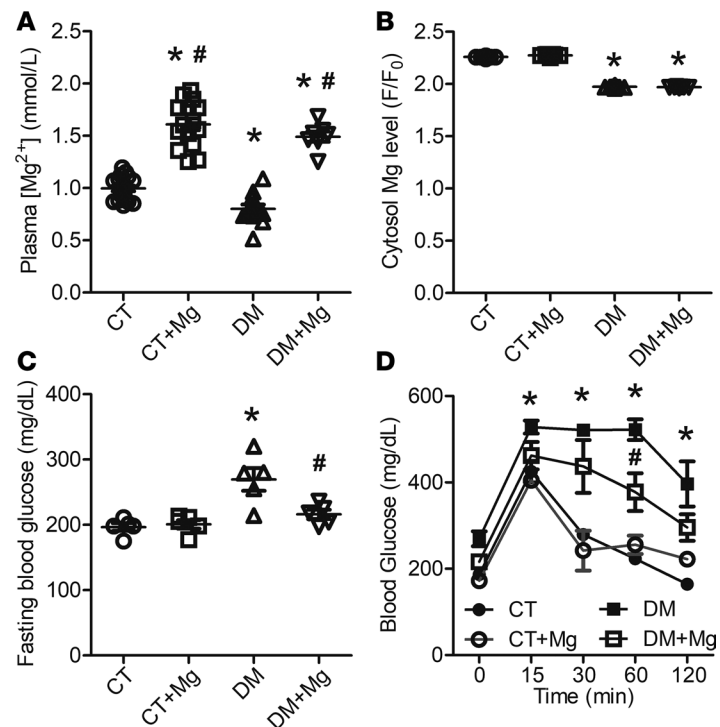 A
Plasma [Mg2+] (mmol/L)
2.5
2.0
1.5
1.0
0.5
0.0
* #
*
* #
CT
CT+Mg
DM
DM+Mg
B
Cytosol Mg level (F/F0)
2.5
2.0
1.5
1.0
0.5
0.0
*
*
CT
CT+Mg
DM
DM+Mg
C
Fasting blood glucose (mg/dL)
400
300
200
100
0
*
#
CT
CT+Mg
DM
DM+Mg
D
Blood Glucose (mg/dL)
600
400
200
0
*
*
*
#
*
CT
DM
CT+Mg
DM+Mg
0
15
30
60
120
Time (min)